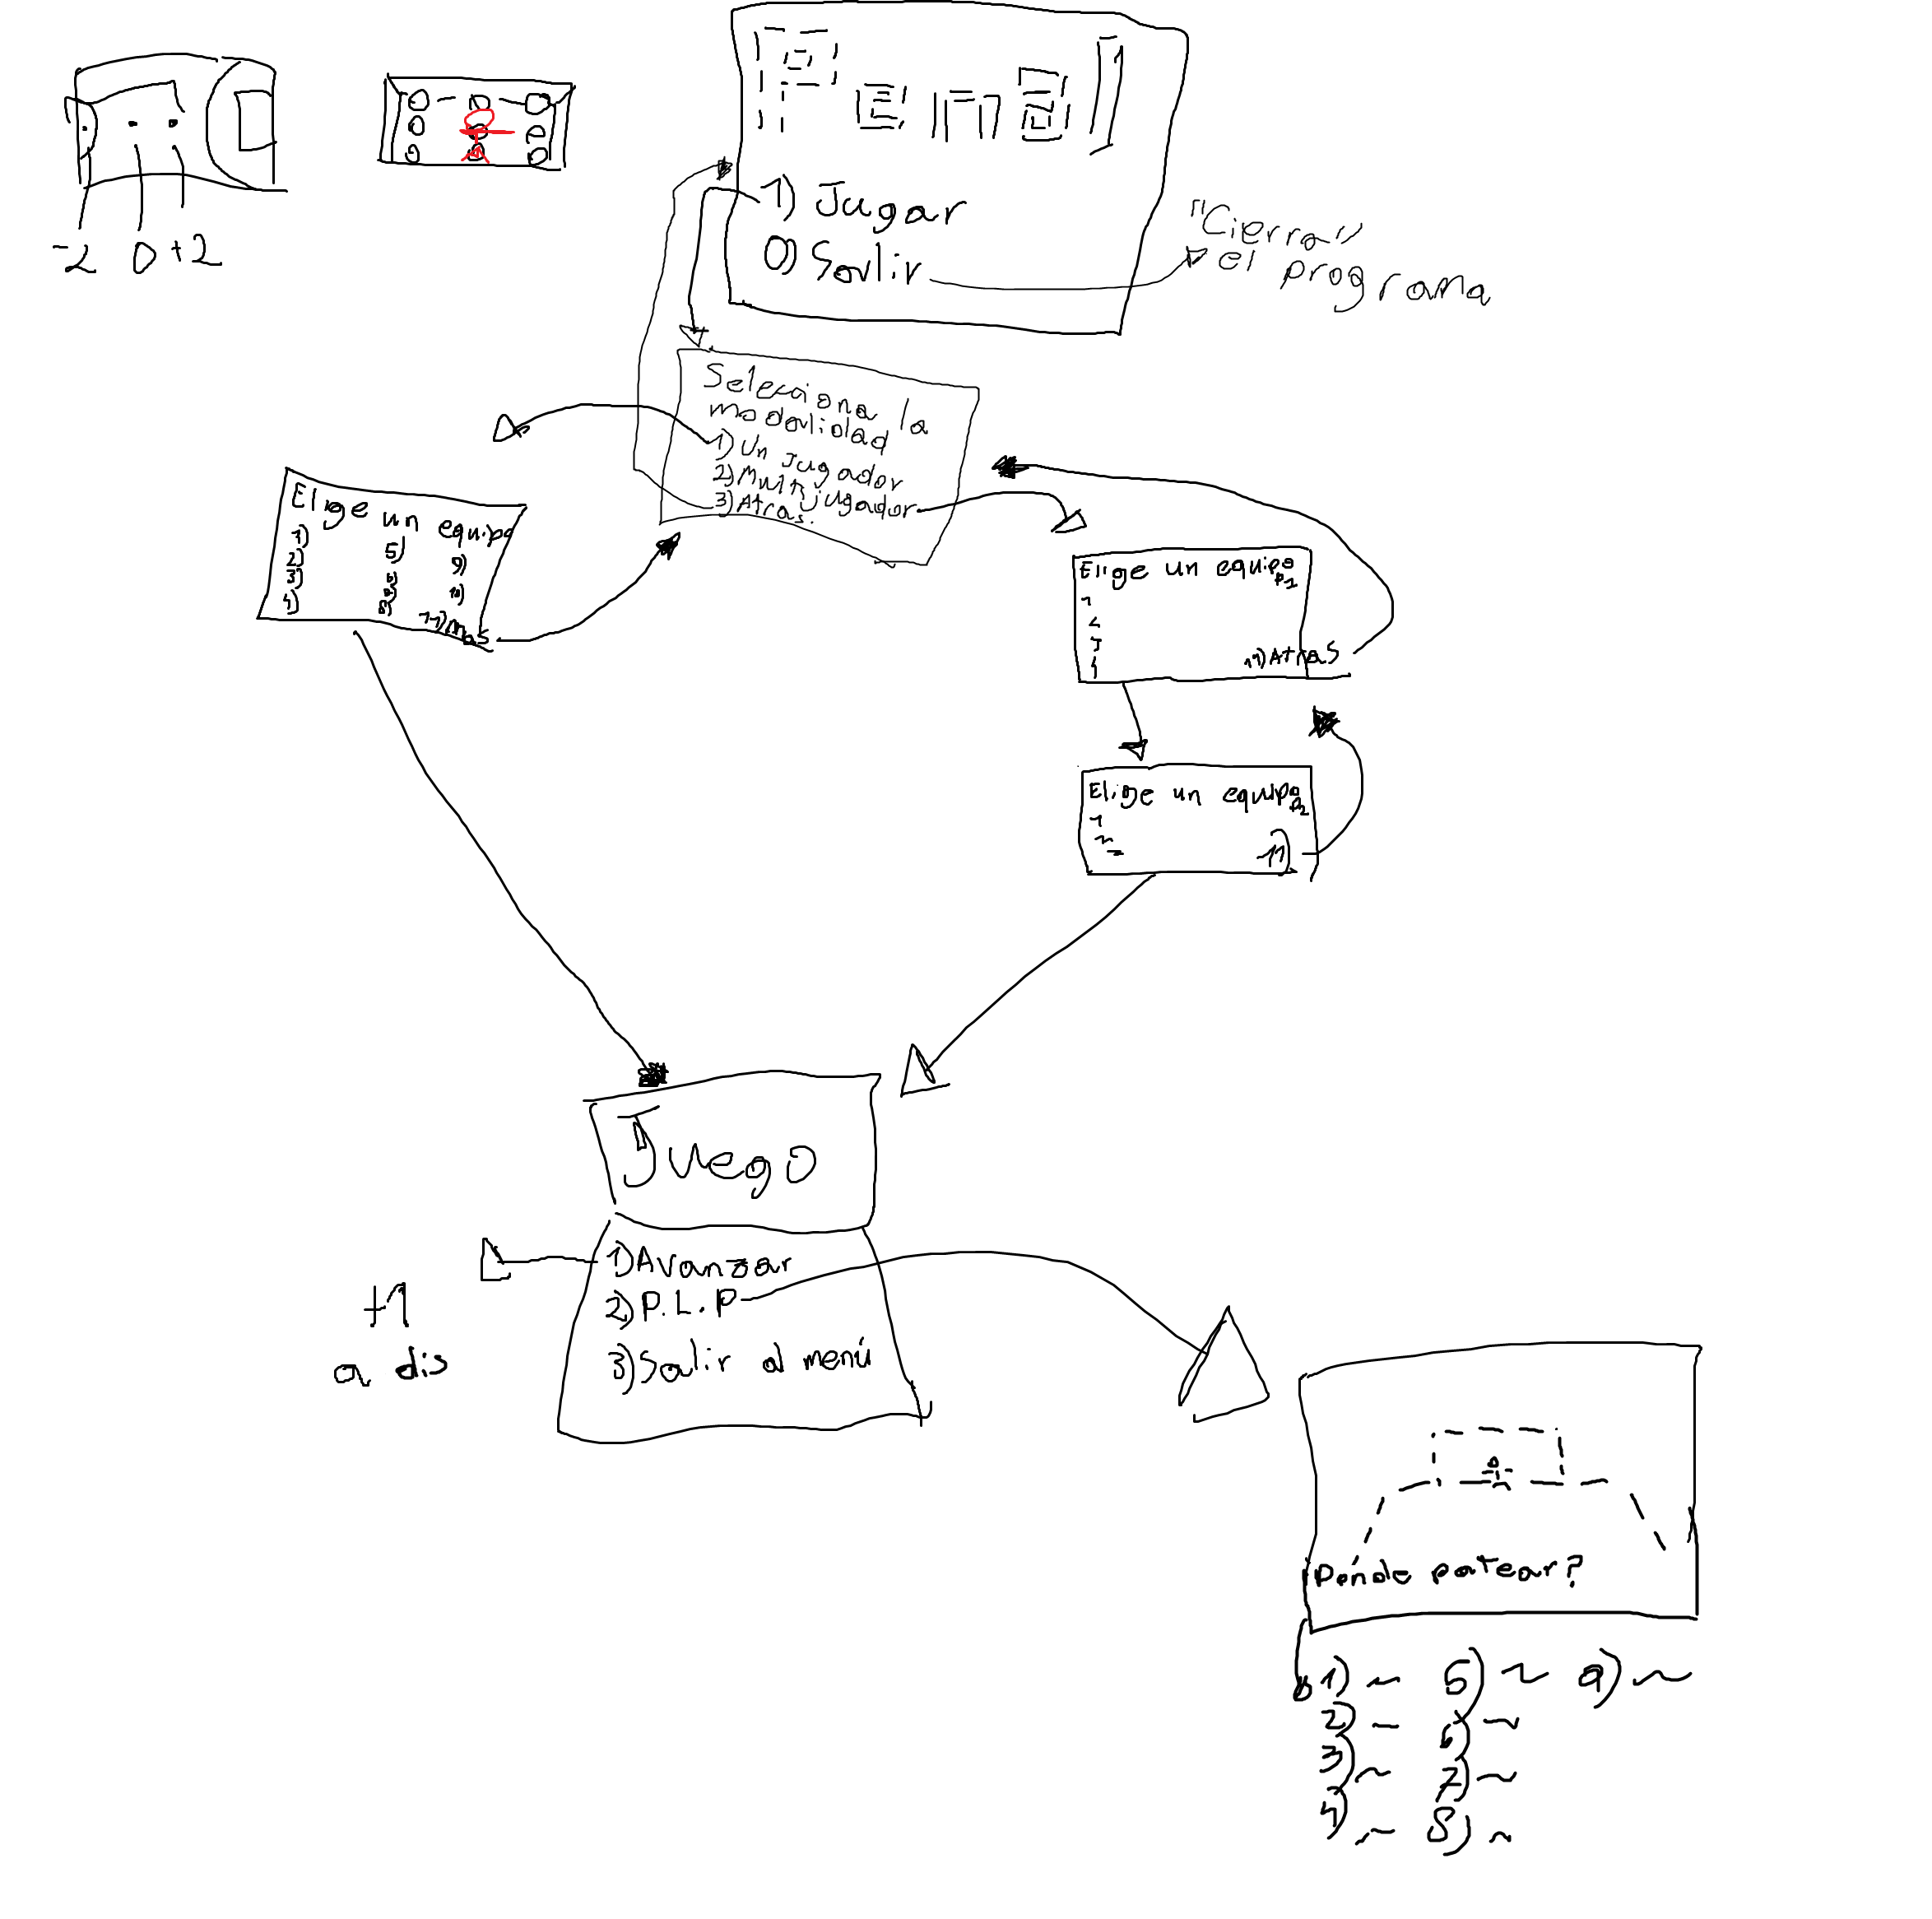 -2 0 +2
Penal
1) Jugar
0) Salir
"Cierra"
el programa
Selecciona la
modalidad
1) Un jugador
2) Multijugador
3) Atras.
Elige un equipo
1)
2)
3)
4)
5)
6)
8)
9)
10)
11)
Elige un equipo
P1
1
2
3
4
11) Atras
Elige un equipo
P2
1
2
11)
Juego
1) Avanzar
2) P.L.P
3) Salir al menú
+1
a dis
¿Dónde patear?
1) ~ 5) ~ 9) ~
2) ~ 6) ~
3) ~ 7) ~
4) ~ 8) ~